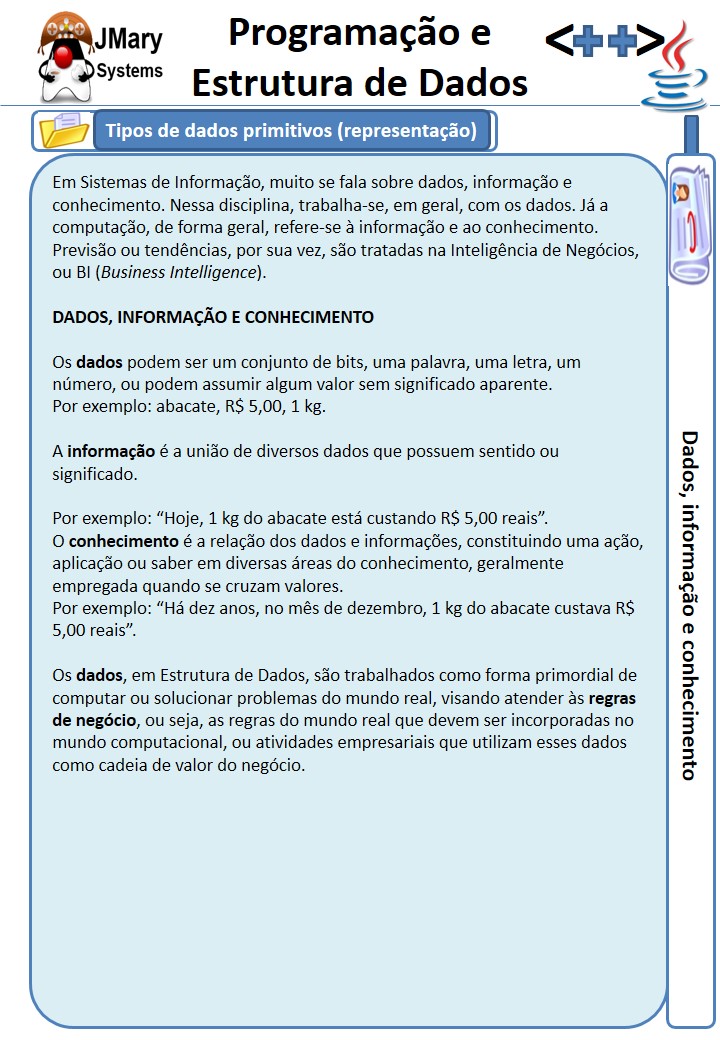 JMary
Systems
Programação e
Estrutura de Dados
<++>
Tipos de dados primitivos (representação)
Em Sistemas de Informação, muito se fala sobre dados, informação e
conhecimento. Nessa disciplina, trabalha-se, em geral, com os dados. Já a
computação, de forma geral, refere-se à informação e ao conhecimento.
Previsão ou tendências, por sua vez, são tratadas na Inteligência de Negócios,
ou BI (Business Intelligence).
DADOS, INFORMAÇÃO E CONHECIMENTO
Os dados podem ser um conjunto de bits, uma palavra, uma letra, um
número, ou podem assumir algum valor sem significado aparente.
Por exemplo: abacate, R$ 5,00, 1 kg.
A informação é a união de diversos dados que possuem sentido ou
significado.
Por exemplo: “Hoje, 1 kg do abacate está custando R$ 5,00 reais”.
O conhecimento é a relação dos dados e informações, constituindo uma ação,
aplicação ou saber em diversas áreas do conhecimento, geralmente
empregada quando se cruzam valores.
Por exemplo: “Há dez anos, no mês de dezembro, 1 kg do abacate custava R$
5,00 reais”.
Os dados, em Estrutura de Dados, são trabalhados como forma primordial de
computar ou solucionar problemas do mundo real, visando atender às regras
de negócio, ou seja, as regras do mundo real que devem ser incorporadas no
mundo computacional, ou atividades empresariais que utilizam esses dados
como cadeia de valor do negócio.
Dados, informação e conhecimento